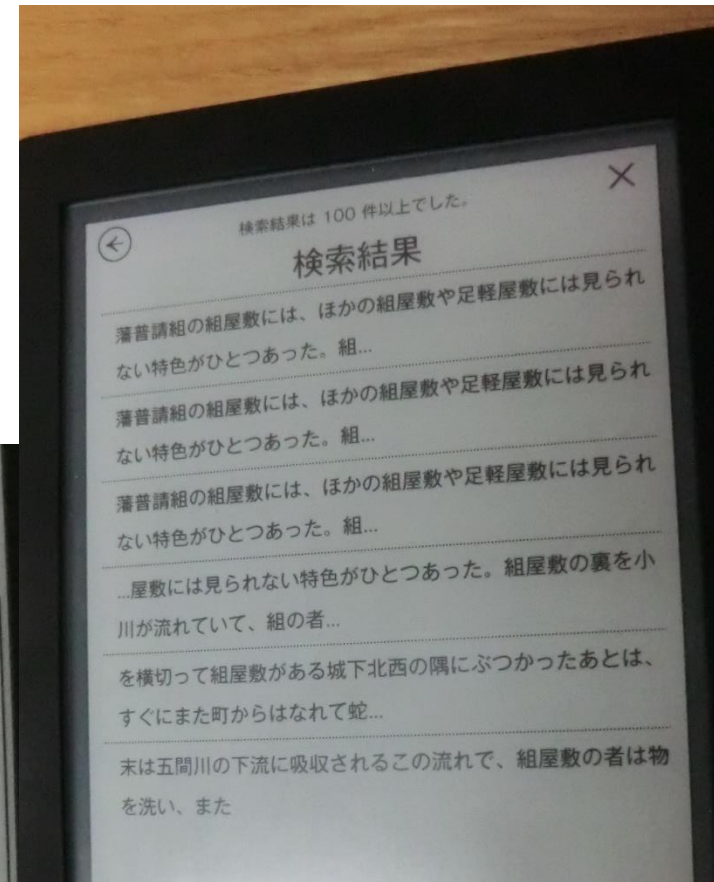 検索結果は 100 件以上でした。
検索結果
藩普請組の組屋敷には、ほかの組屋敷や足軽屋敷には見られ
ない特色がひとつあった。組...
藩普請組の組屋敷には、ほかの組屋敷や足軽屋敷には見られ
ない特色がひとつあった。組...
藩普請組の組屋敷には、ほかの組屋敷や足軽屋敷には見られ
ない特色がひとつあった。組...
...屋敷には見られない特色がひとつあった。組屋敷の裏を小
川が流れていて、組の者...
を横切って組屋敷がある城下北西の隅にぶつかったあとは、
すぐにまた町からはなれて蛇...
末は五間川の下流に吸収されるこの流れで、組屋敷の者は物
を洗い、また